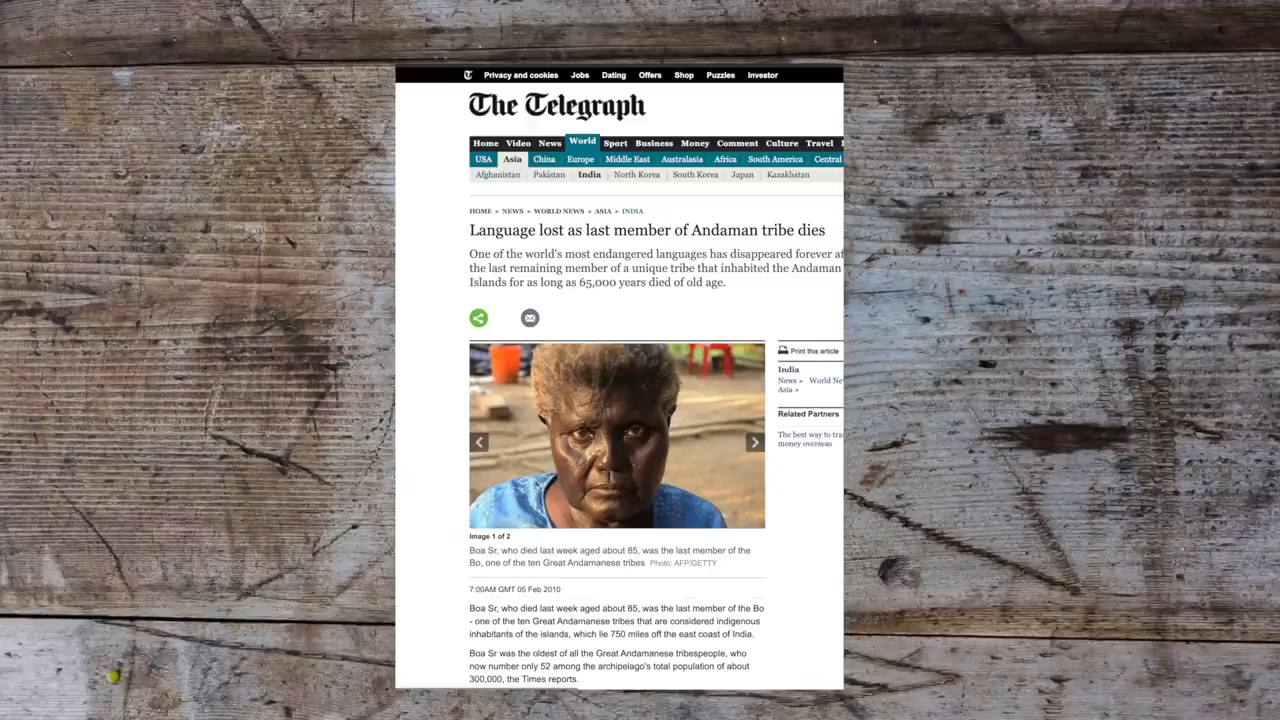 Privacy and cookies Jobs Dating Offers Shop Puzzles Investor
The Telegraph
Home Video News World Sport Business Money Comment Culture Travel
USA Asia China Europe Middle East Australasia Africa South America Central
Afghanistan Pakistan India North Korea South Korea Japan Kazakhstan
HOME » NEWS » WORLD NEWS » ASIA » INDIA
Language lost as last member of Andaman tribe dies
One of the world's most endangered languages has disappeared forever
the last remaining member of a unique tribe that inhabited the Andaman
Islands for as long as 65,000 years died of old age.
Print this article
India
News » World
Asia »
Related Partners
The best way to
money overseas
Image 1 of 2
Boa Sr, who died last week aged about 85, was the last member of the
Bo, one of the ten Great Andamanese tribes Photo: AFP/GETTY
7:00AM GMT 05 Feb 2010
Boa Sr, who died last week aged about 85, was the last member of the Bo
- one of the ten Great Andamanese tribes that are considered indigenous
inhabitants of the islands, which lie 750 miles off the east coast of India.
Boa Sr was the oldest of all the Great Andamanese tribespeople, who
now number only 52 among the archipelago's total population of about
300,000, the Times reports.